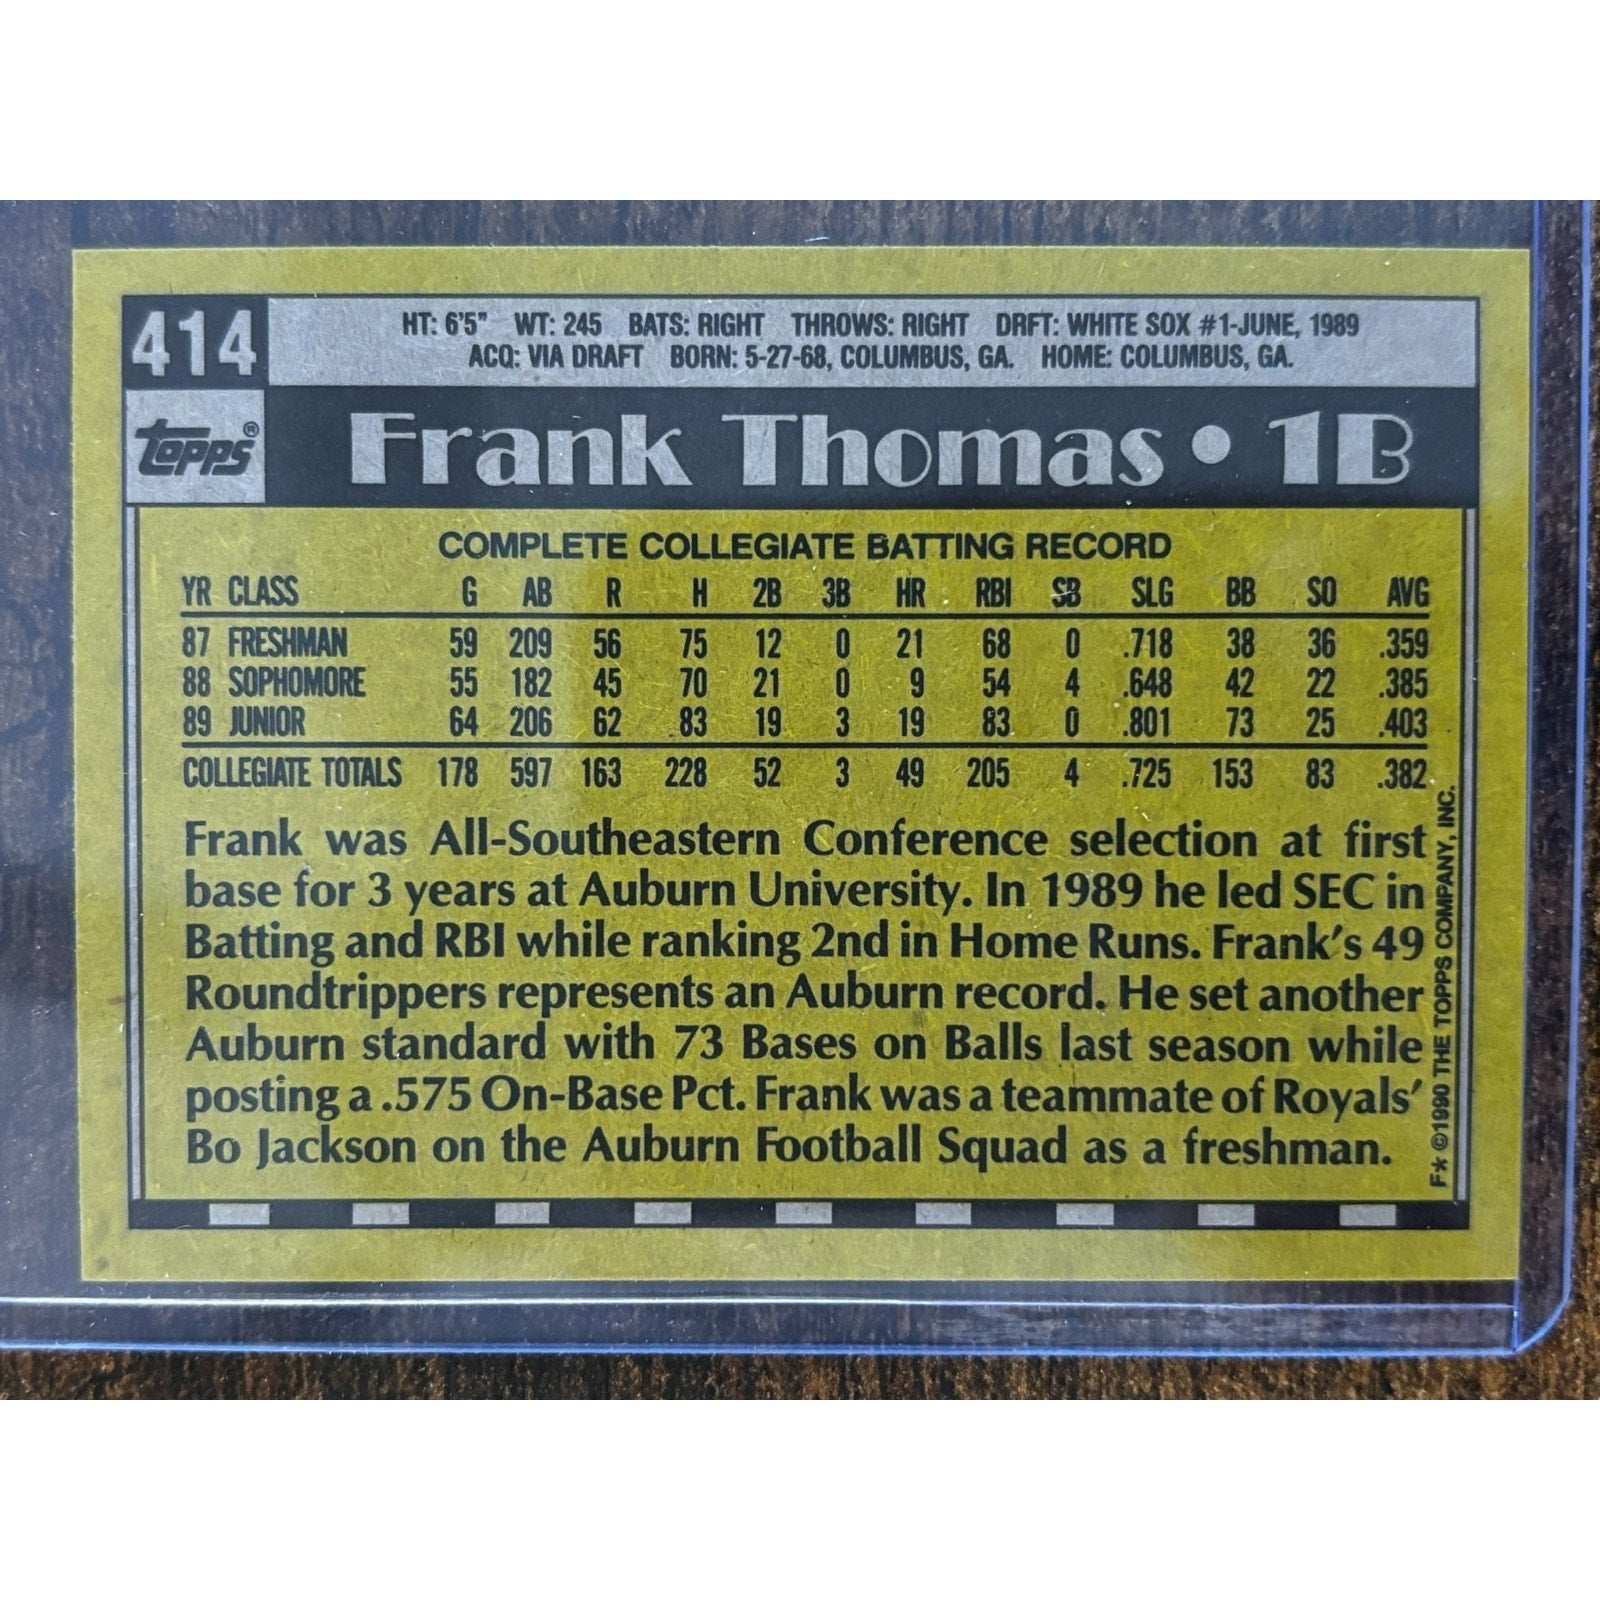 414
HT: 6'5" WT: 245 BATS: RIGHT THROWS: RIGHT DRFT: WHITE SOX #1-JUNE, 1989
ACQ: VIA DRAFT BORN: 5-27-68, COLUMBUS, GA. HOME: COLUMBUS, GA.
TOPPS®
Frank Thomas • 1B
COMPLETE COLLEGIATE BATTING RECORD
YR CLASS G AB R H 2B 3B HR RBI SB SLG BB SO AVG
87 FRESHMAN 59 209 56 75 12 0 21 68 0 .718 38 36 .359
88 SOPHOMORE 55 182 45 70 21 0 9 54 4 .648 42 22 .385
89 JUNIOR 64 206 62 83 19 3 19 83 0 .801 73 25 .403
COLLEGIATE TOTALS 178 597 163 228 52 3 49 205 4 .725 153 83 .382
Frank was All-Southeastern Conference selection at first
base for 3 years at Auburn University. In 1989 he led SEC in
Batting and RBI while ranking 2nd in Home Runs. Frank's 49
Roundtrippers represents an Auburn record. He set another
Auburn standard with 73 Bases on Balls last season while
posting a .575 On-Base Pct. Frank was a teammate of Royals'
Bo Jackson on the Auburn Football Squad as a freshman.
F* ©1990 THE TOPPS COMPANY, INC.